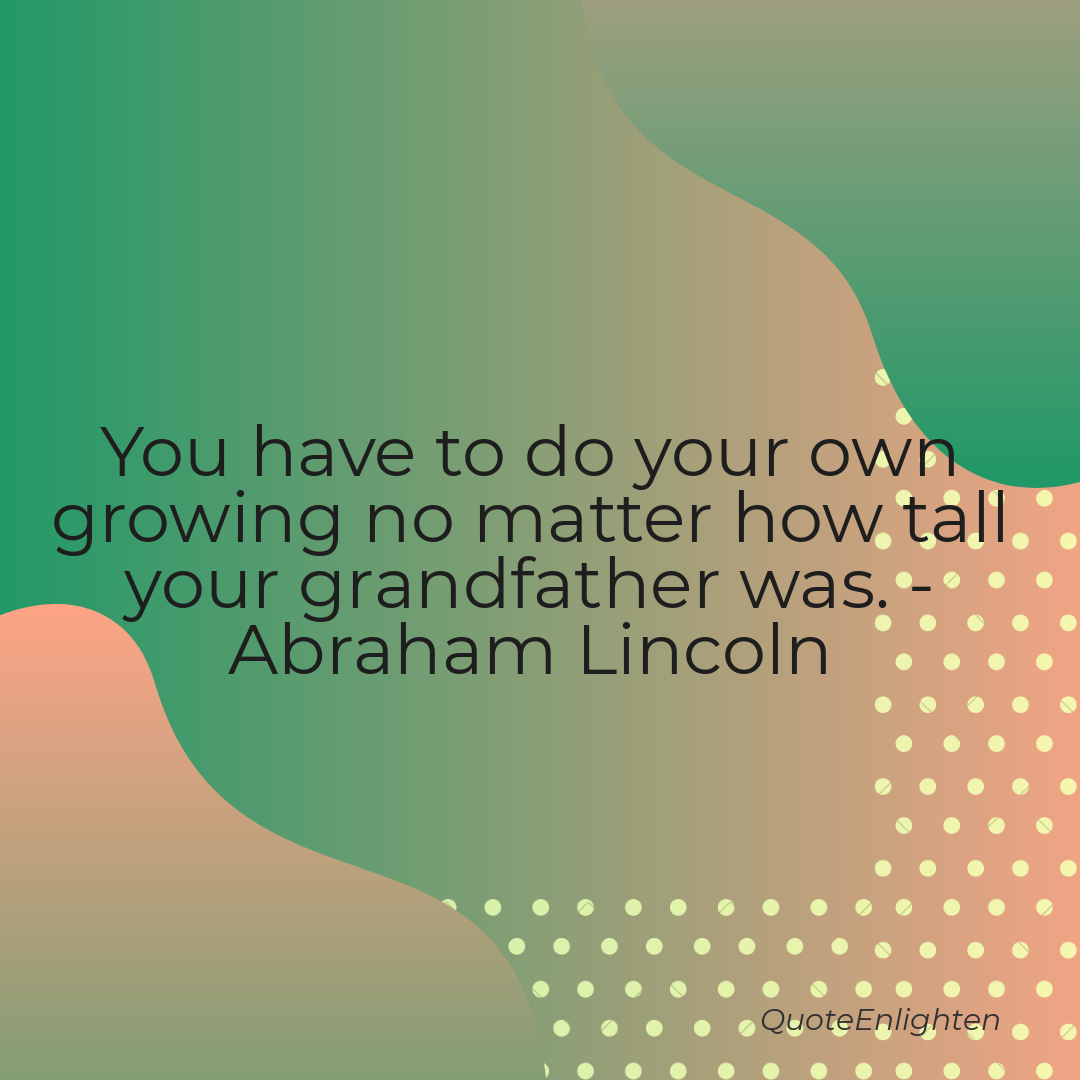 You have to do your own
growing no matter how tall
your grandfather was. -
Abraham Lincoln
QuoteEnlighten